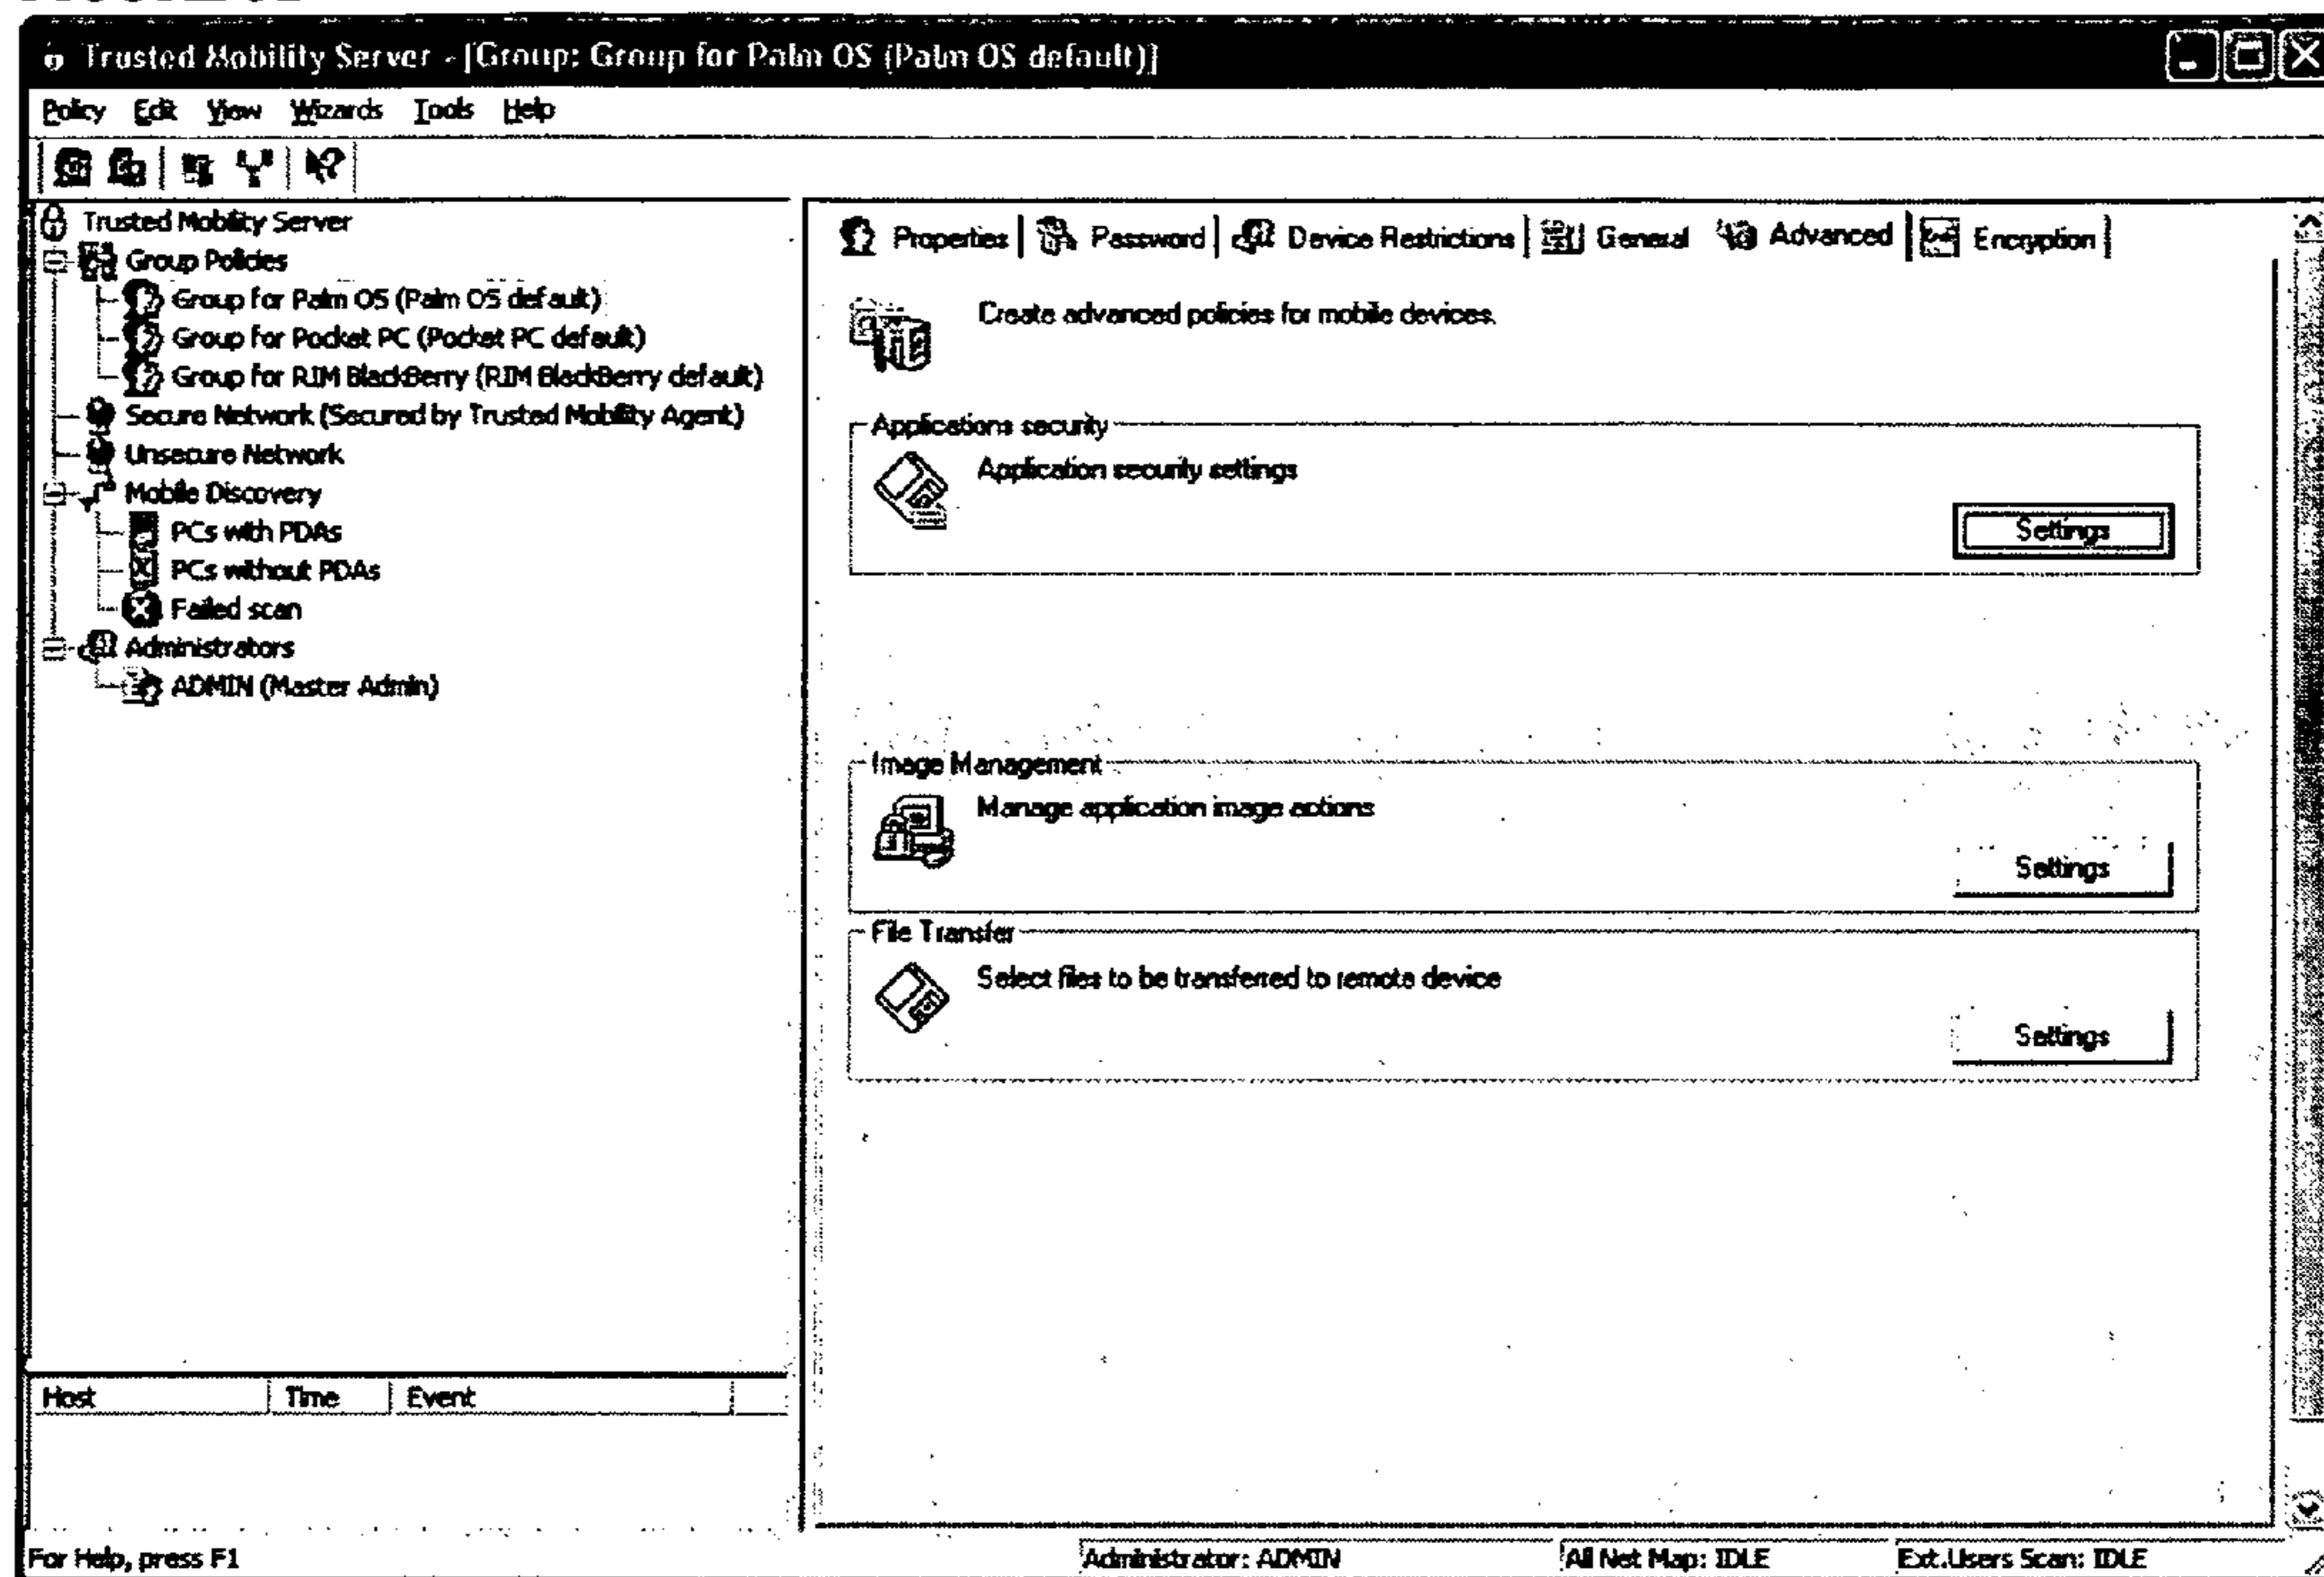 Trusted Mobility Server - [Group: Group for Palm OS (Palm OS default)]
Policy Edit View Wizards Tools Help
Trusted Mobility Server
Group Policies
Group for Palm OS (Palm OS default)
Group for Pocket PC (Pocket PC default)
Group for RIM BlackBerry (RIM BlackBerry default)
Secure Network (Secured by Trusted Mobility Agent)
Unsecure Network
Mobile Discovery
PCs with PDAs
PCs without PDAs
Failed scan
Administrators
ADMIN (Master Admin)
Host Time Event
Properties Password Device Restrictions General Advanced Encryption
Create advanced policies for mobile devices.
Applications security
Application security settings
Settings
Image Management
Manage application image actions
Settings
File Transfer
Select files to be transferred to remote device
Settings
For Help, press F1 Administrator: ADMIN All Net Map: IDLE Ext.Users Scan: IDLE